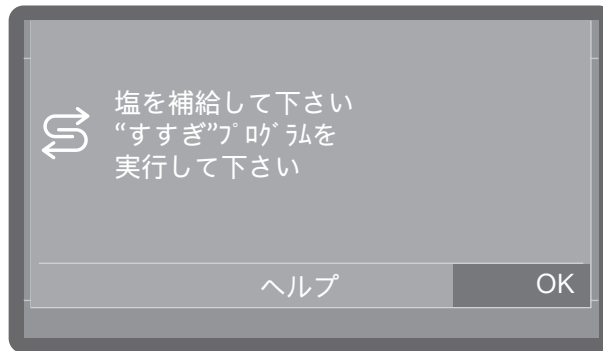 塩を補給して下さい
“すすぎ”ﾌﾟﾛｸﾞﾗﾑを
実行して下さい
ヘルプ
OK